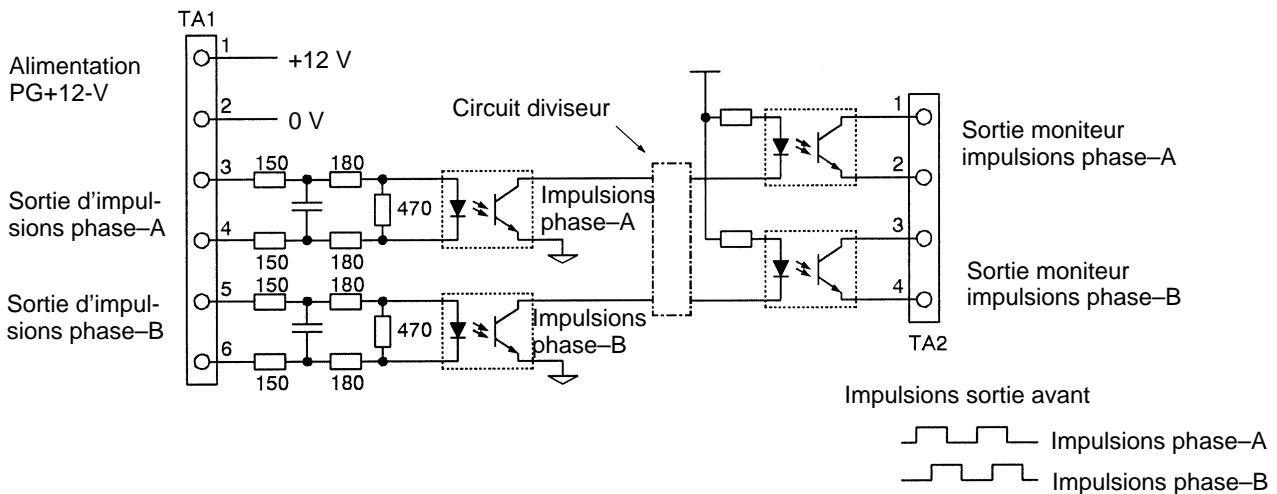 TA1
Alimentation
PG+12-V
1
+12 V
2
0 V
Circuit diviseur
Sortie d'impul-
sions phase–A
3
150
180
470
4
150
180
Impulsions
phase–A
Sortie d'impul-
sions phase–B
5
150
180
470
6
150
180
Impulsions
phase–B
1
2
Sortie moniteur
impulsions phase–A
3
4
Sortie moniteur
impulsions phase–B
TA2
Impulsions sortie avant
Impulsions phase–A
Impulsions phase–B